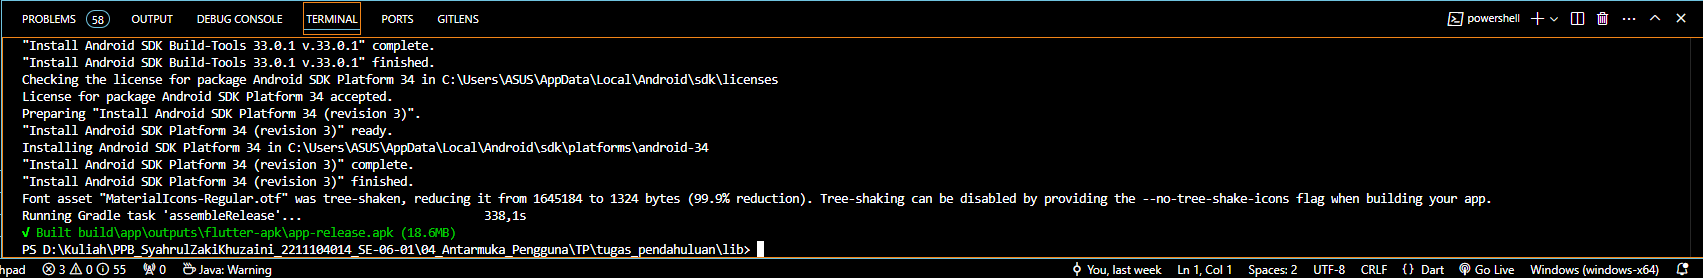 PROBLEMS 58 OUTPUT DEBUG CONSOLE TERMINAL PORTS GITLENS powershell
"Install Android SDK Build-Tools 33.0.1 v.33.0.1" complete.
"Install Android SDK Build-Tools 33.0.1 v.33.0.1" finished.
Checking the license for package Android SDK Platform 34 in C:\Users\ASUS\AppData\Local\Android\sdk\licenses
License for package Android SDK Platform 34 accepted.
Preparing "Install Android SDK Platform 34 (revision 3)".
"Install Android SDK Platform 34 (revision 3)" ready.
Installing Android SDK Platform 34 in C:\Users\ASUS\AppData\Local\Android\sdk\platforms\android-34
"Install Android SDK Platform 34 (revision 3)" complete.
"Install Android SDK Platform 34 (revision 3)" finished.
Font asset "MaterialIcons-Regular.otf" was tree-shaken, reducing it from 1645184 to 1324 bytes (99.9% reduction). Tree-shaking can be disabled by providing the --no-tree-shake-icons flag when building your app.
Running Gradle task 'assembleRelease'... 338,1s
√ Built build\app\outputs\flutter-apk\app-release.apk (18.6MB)
PS D:\Kuliah\PPB_SyahrulZakiKhuzaini_2211104014_SE-06-01\04_Antarmuka_Pengguna\TP\tugas_pendahuluan\lib>
hpad 3 0 55 0 Java: Warning You, last week Ln 1, Col 1 Spaces: 2 UTF-8 CRLF {} Dart Go Live Windows (windows-x64)